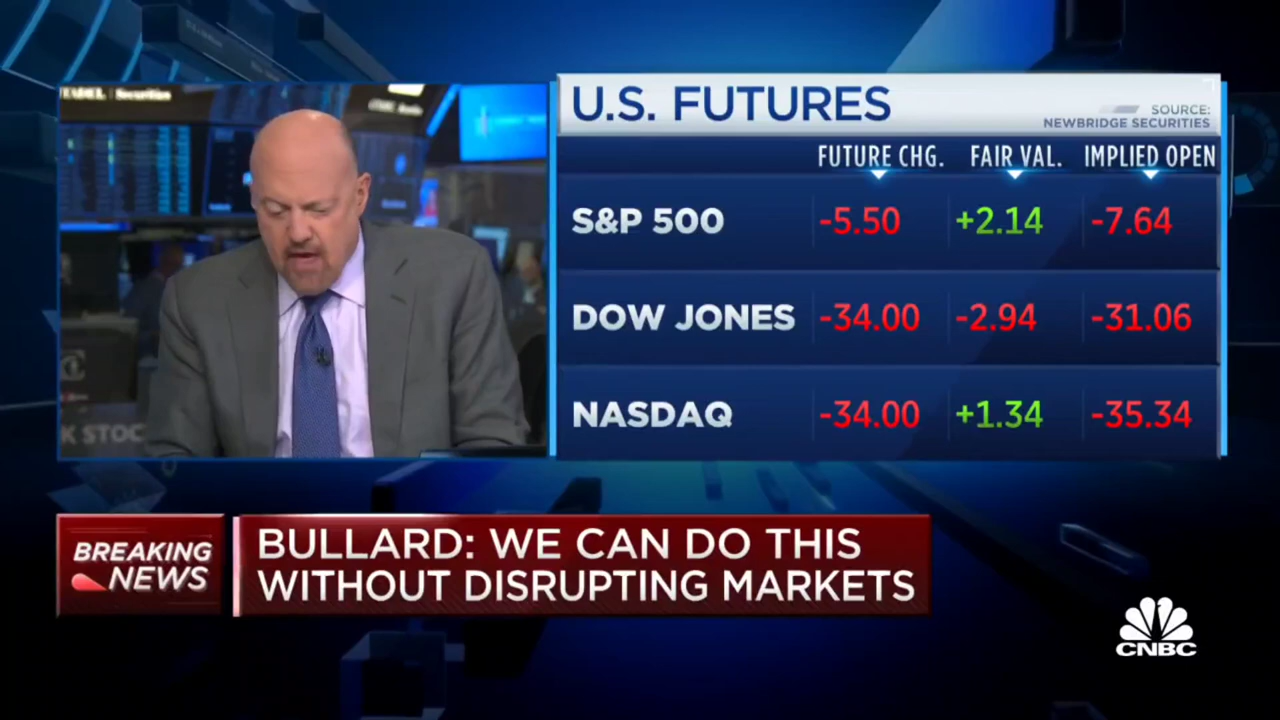 Securities
U.S. FUTURES
SOURCE:
NEWBRIDGE SECURITIES
FUTURE CHG. FAIR VAL. IMPLIED OPEN
S&P 500 -5.50 +2.14 -7.64
DOW JONES -34.00 -2.94 -31.06
NASDAQ -34.00 +1.34 -35.34
K STOC
BREAKING
NEWS
BULLARD: WE CAN DO THIS
WITHOUT DISRUPTING MARKETS
CNBC